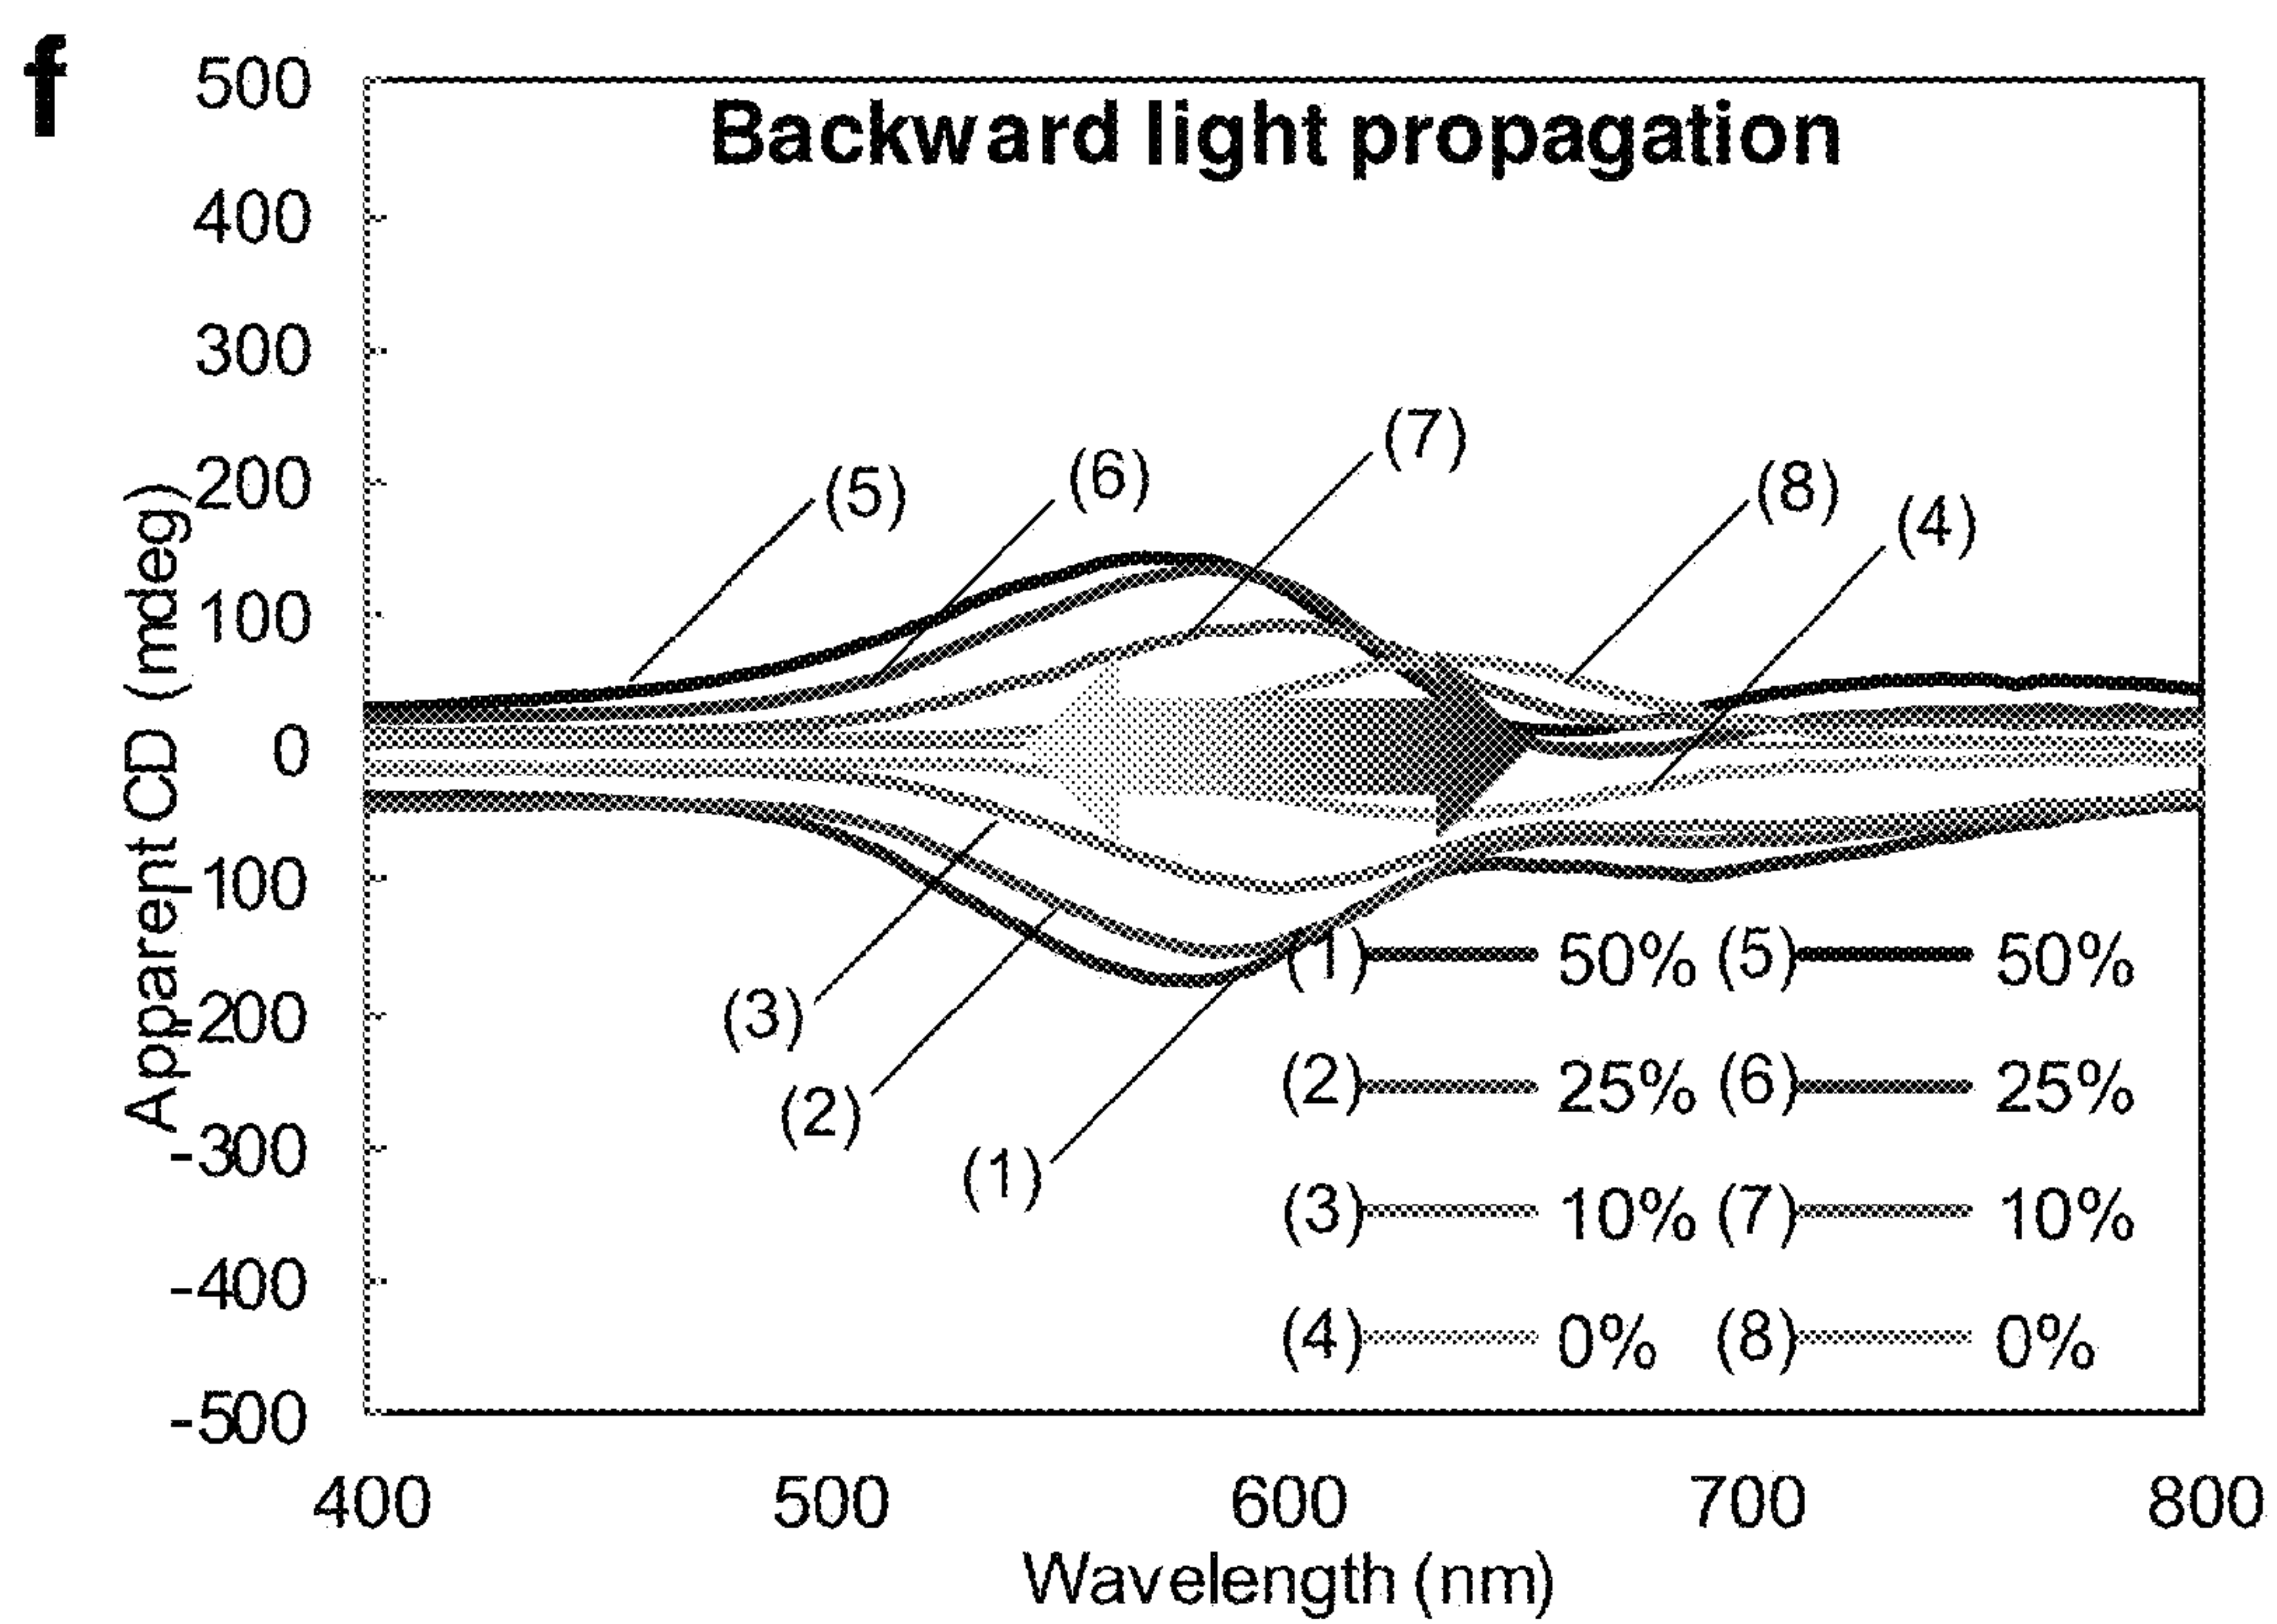 f
Backward light propagation
500
400
300
200
100
0
-100
-200
-300
-400
-500
Apparent CD (mdeg)
(5)
(6)
(7)
(8)
(4)
(3)
(2)
(1)
(1) 50% (5) 50%
(2) 25% (6) 25%
(3) 10% (7) 10%
(4) 0% (8) 0%
400 500 600 700 800
Wavelength (nm)